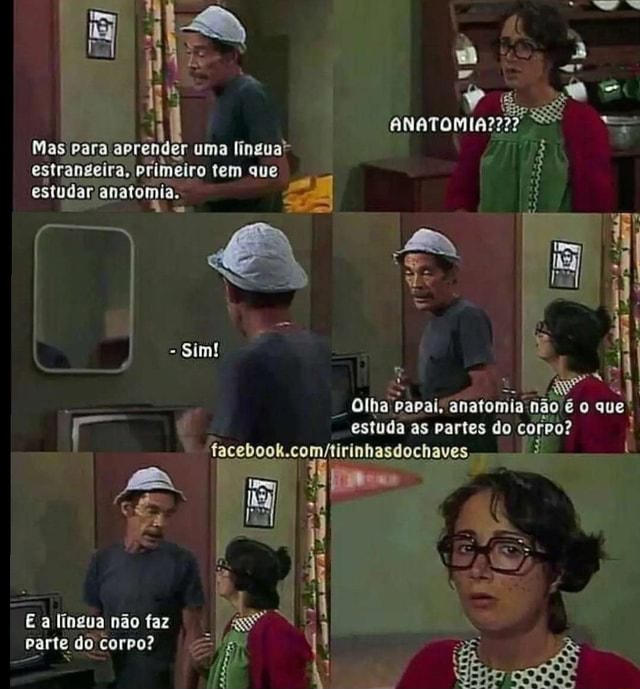 Mas para aprender uma língua
estrangeira, primeiro tem que
estudar anatomia.
ANATOMIA????
- Sim!
Olha papai, anatomia não é o que
estuda as partes do corpo?
facebook.com/tirinhasdochaves
E a língua não faz
parte do corpo?